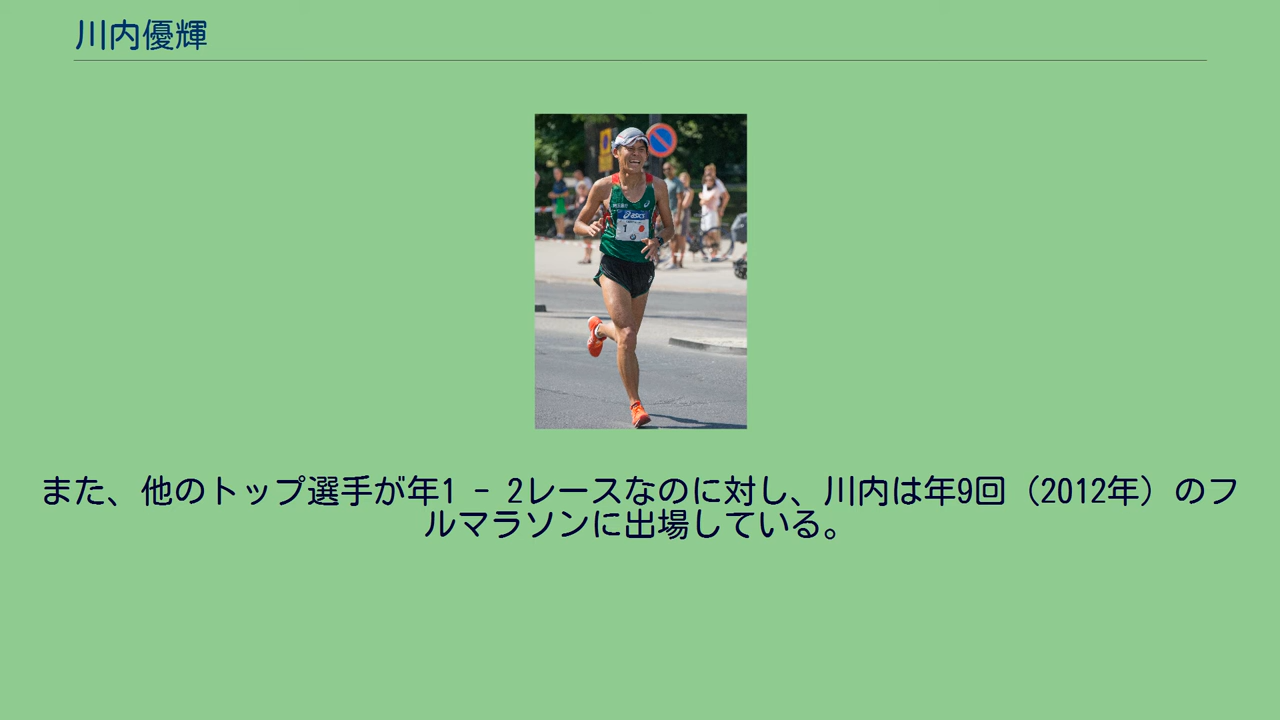 川内優輝
asics
1
また、他のトップ選手が年1 - 2レースなのに対し、川内は年9回（2012年）のフ
ルマラソンに出場している。